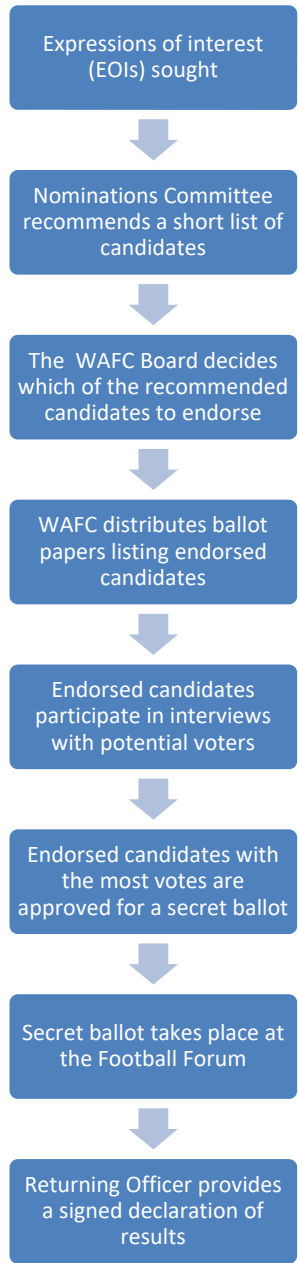 Expressions of interest
(EOIs) sought
Nominations Committee
recommends a short list of
candidates
The WAFC Board decides
which of the recommended
candidates to endorse
WAFC distributes ballot
papers listing endorsed
candidates
Endorsed candidates
participate in interviews
with potential voters
Endorsed candidates with
the most votes are
approved for a secret ballot
Secret ballot takes place at
the Football Forum
Returning Officer provides
a signed declaration of
results